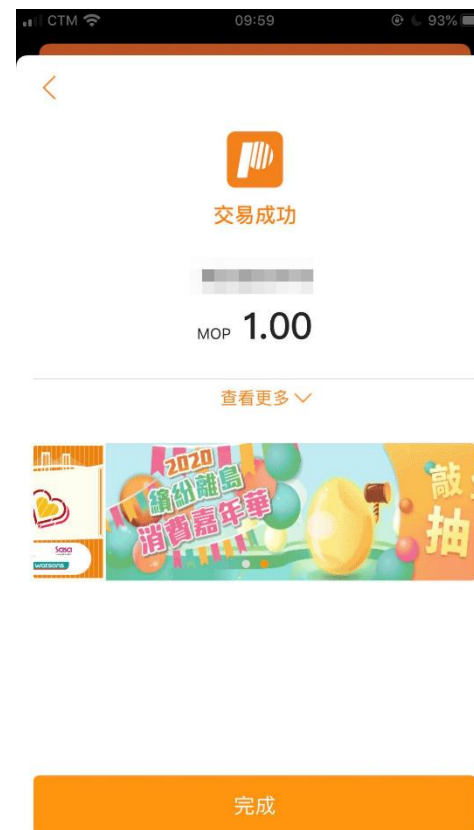 CTM 09:59 93%
交易成功
MOP 1.00
查看更多
2020
繽紛離島
消費嘉年華
敲
抽
Sasa
watsons
完成